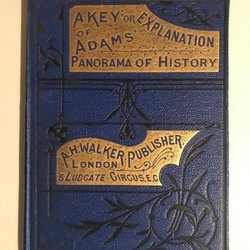 A KEY OR EXPLANATION
OF
ADAMS
PANORAMA OF HISTORY
A.H. WALKER PUBLISHER
LONDON
5 LUDGATE CIRCUS. E.C